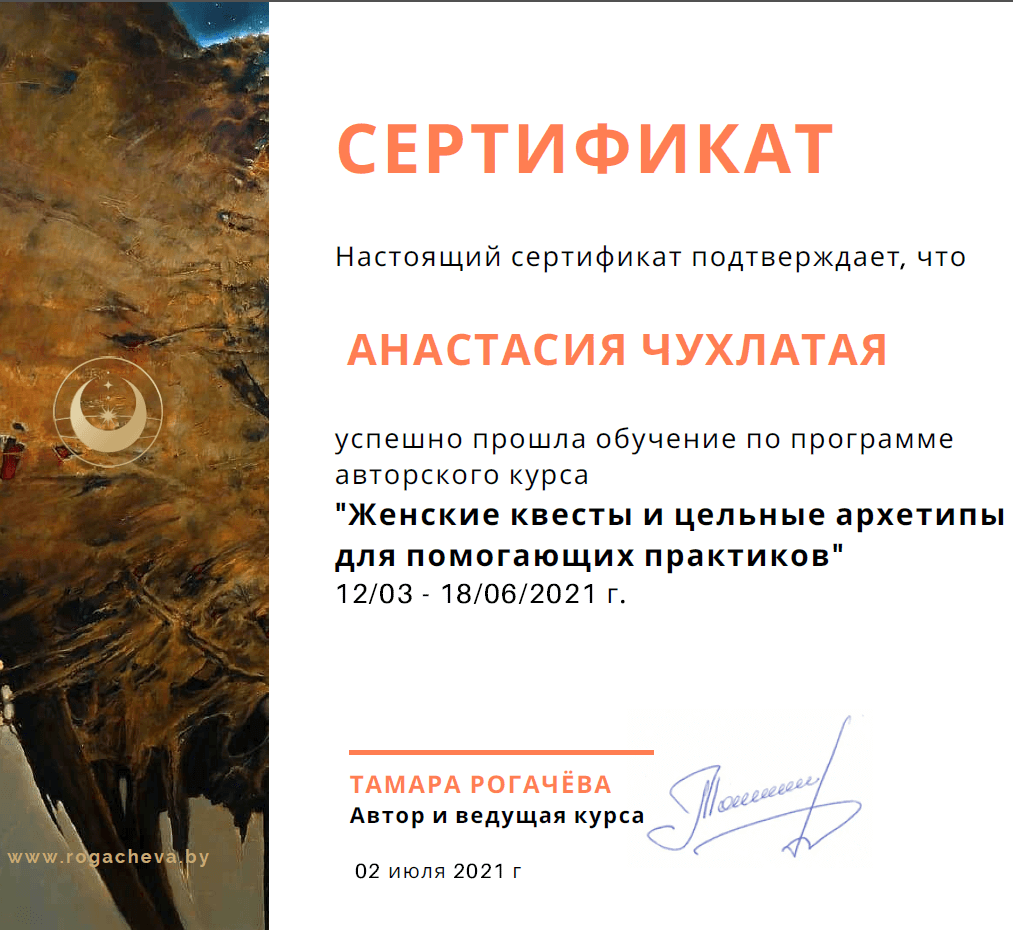 СЕРТИФИКАТ
Настоящий сертификат подтверждает, что
АНАСТАСИЯ ЧУХЛАТАЯ
успешно прошла обучение по программе
авторского курса
"Женские квесты и цельные архетипы
для помогающих практиков"
12/03 - 18/06/2021 г.
ТАМАРА РОГАЧЁВА
Автор и ведущая курса
02 июля 2021 г
www.rogacheva.by